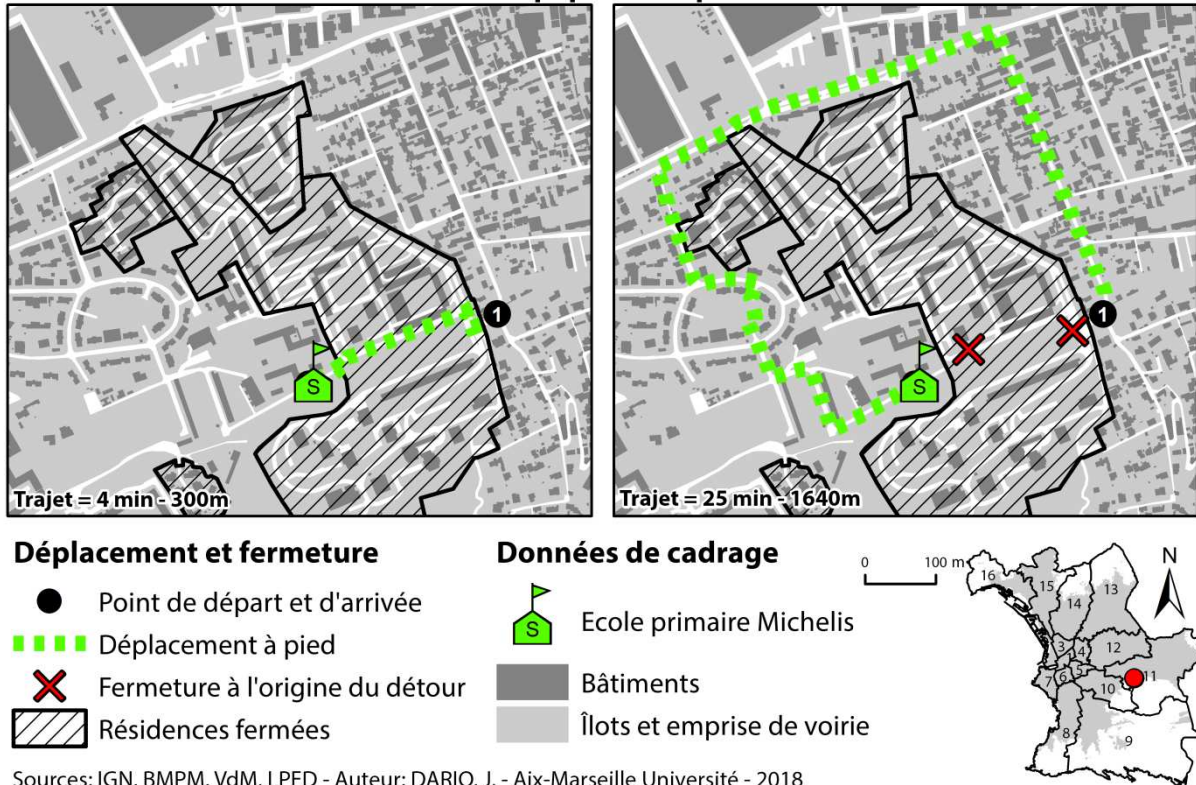 1
S
Trajet = 4 min - 300m
1
S
Trajet = 25 min - 1640m
Déplacement et fermeture
Point de départ et d'arrivée
Déplacement à pied
Fermeture à l'origine du détour
Résidences fermées
Données de cadrage
S
Ecole primaire Michelis
Bâtiments
Îlots et emprise de voirie
0 100 m
N
16
15
14
13
3
4
12
1
5
7
6
11
10
8
9
Sources: IGN, BMPM, VdM, LPED - Auteur: DARIO, J. - Aix-Marseille Université - 2018